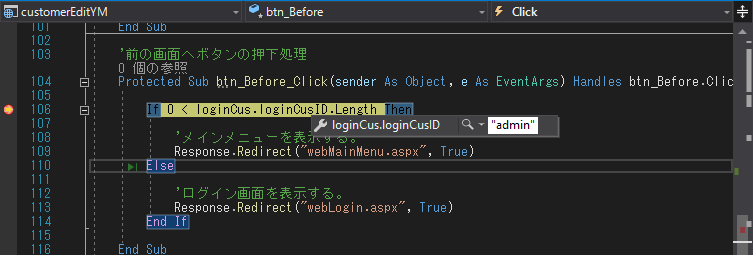 customerEditYM btn_Before Click
101 End Sub
102
103 '前の画面へボタンの押下処理
0 個の参照
104 Protected Sub btn_Before_Click(sender As Object, e As EventArgs) Handles btn_Before.Clic
105
106 If 0 < loginCus.loginCusID.Length Then
107 loginCus.loginCusID "admin"
108 'メインメニューを表示する。
109 Response.Redirect("webMainMenu.aspx", True)
110 Else
111
112 'ログイン画面を表示する。
113 Response.Redirect("webLogin.aspx", True)
114 End If
115
116 End Sub